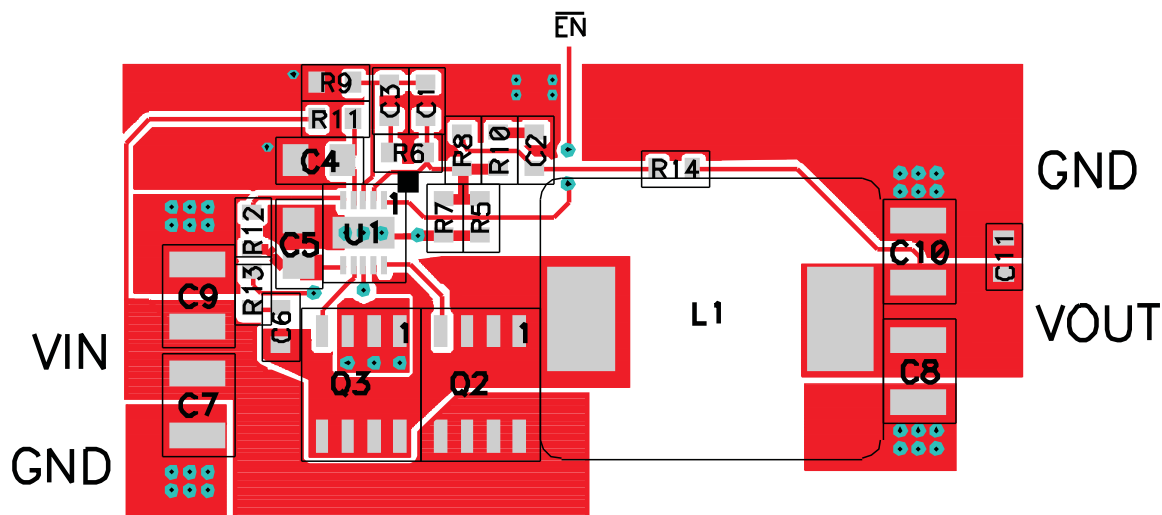 EN
R9
C3
C1
R11
R8
R10
C2
R6
C4
R14
GND
1
R12
C5
U1
R7
R5
C10
C11
R13
C9
C6
L1
VOUT
1
1
VIN
Q3
Q2
C8
C7
GND